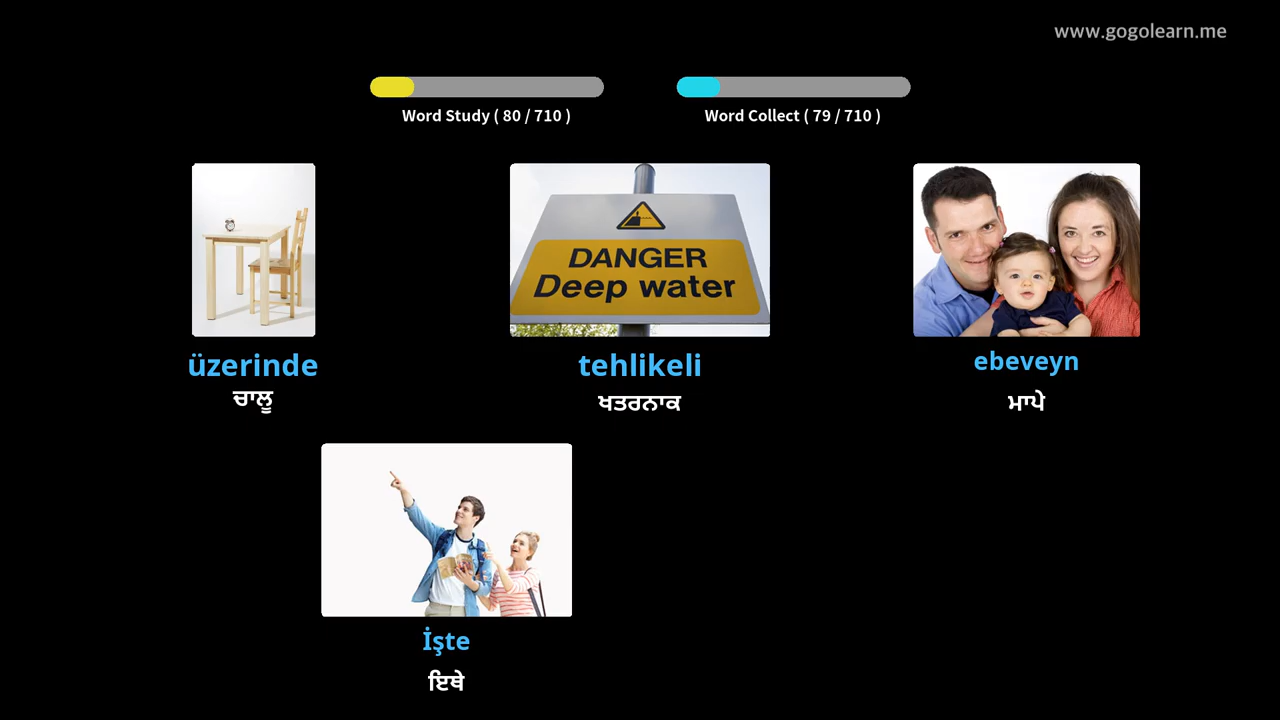 www.gogolearn.me
Word Study ( 80 / 710 )
Word Collect ( 79 / 710 )
DANGER
Deep water
üzerinde
tehlikeli
ebeveyn
ਚਾਲੂ
ਖਤਰਨਾਕ
ਮਾਪੇ
İşte
ਇਥੇ